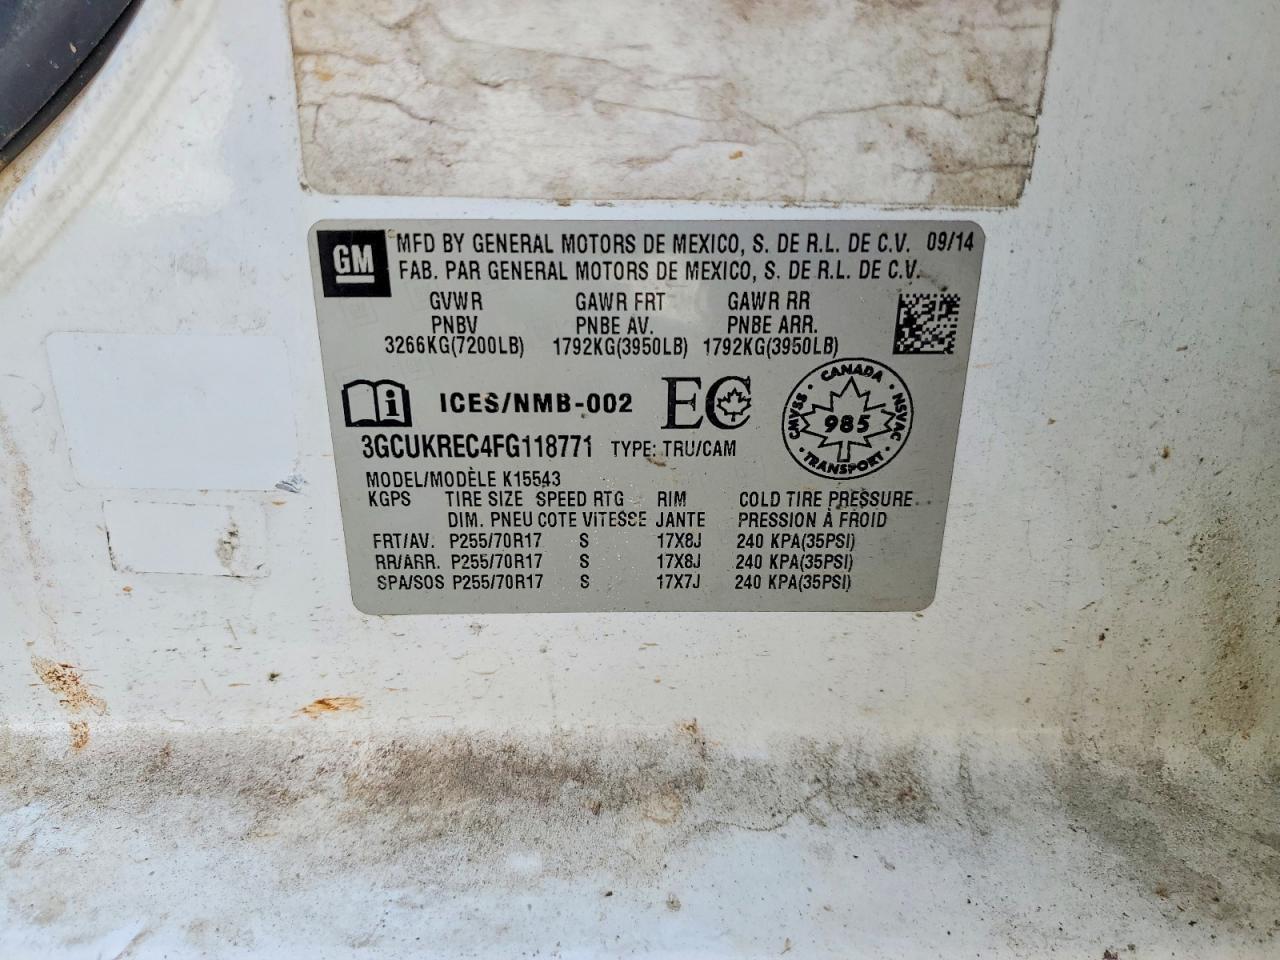 GM
MFD BY GENERAL MOTORS DE MEXICO, S. DE R.L. DE C.V. 09/14
FAB. PAR GENERAL MOTORS DE MEXICO, S. DE R.L. DE C.V.
GVWR GAWR FRT GAWR RR
PNBV PNBE AV. PNBE ARR.
3266KG(7200LB) 1792KG(3950LB) 1792KG(3950LB)
i ICES/NMB-002 EC
CANADA
CMVSS 985 NSVAC
TRANSPORT
3GCUKREC4FG118771 TYPE: TRU/CAM
MODEL/MODÈLE K15543
KGPS TIRE SIZE SPEED RTG RIM COLD TIRE PRESSURE
DIM. PNEU COTE VITESSE JANTE PRESSION À FROID
FRT/AV. P255/70R17 S 17X8J 240 KPA(35PSI)
RR/ARR. P255/70R17 S 17X8J 240 KPA(35PSI)
SPA/SOS P255/70R17 S 17X7J 240 KPA(35PSI)